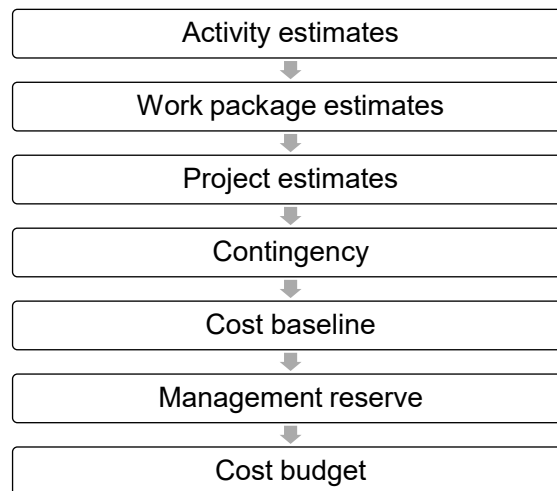 Activity estimates
Work package estimates
Project estimates
Contingency
Cost baseline
Management reserve
Cost budget